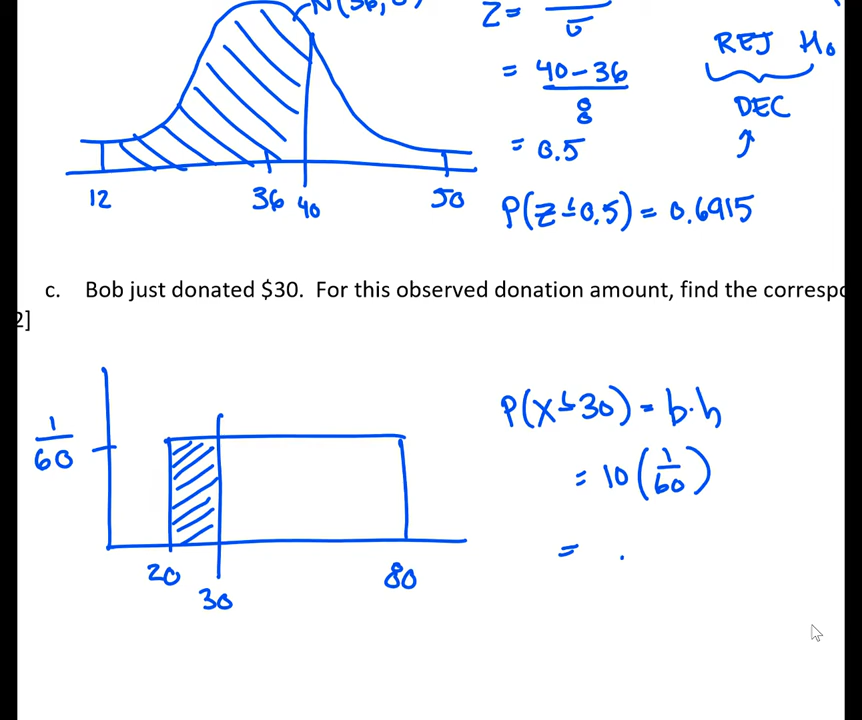 N(36, 8)
Z =
σ
= 40-36
8
= 0.5
P(Z≤0.5) = 0.6915
REJ H₀
DEC
↑
12 36 40 50
c. Bob just donated $30. For this observed donation amount, find the
2]
1/60
20 30 80
P(X≤30) = b·h
= 10(1/60)
= .